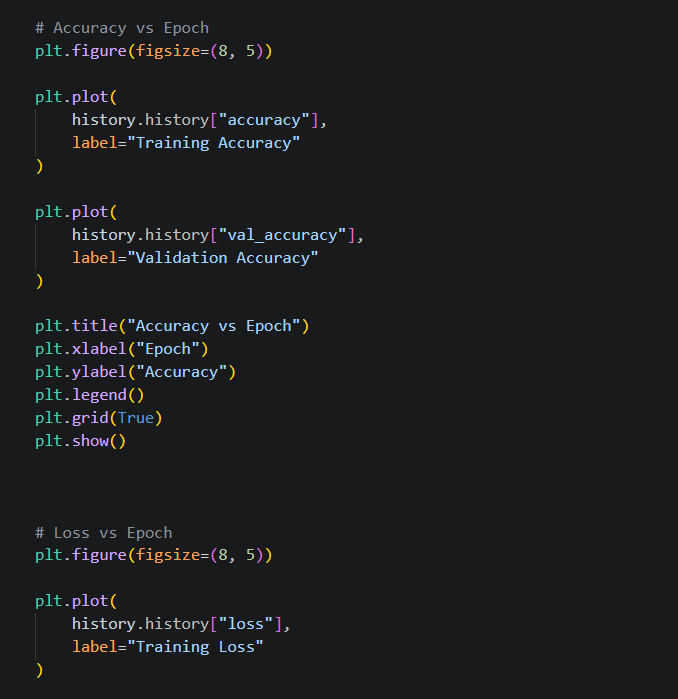 # Accuracy vs Epoch
plt.figure(figsize=(8, 5))
plt.plot(
    history.history["accuracy"],
    label="Training Accuracy"
)
plt.plot(
    history.history["val_accuracy"],
    label="Validation Accuracy"
)
plt.title("Accuracy vs Epoch")
plt.xlabel("Epoch")
plt.ylabel("Accuracy")
plt.legend()
plt.grid(True)
plt.show()
# Loss vs Epoch
plt.figure(figsize=(8, 5))
plt.plot(
    history.history["loss"],
    label="Training Loss"
)